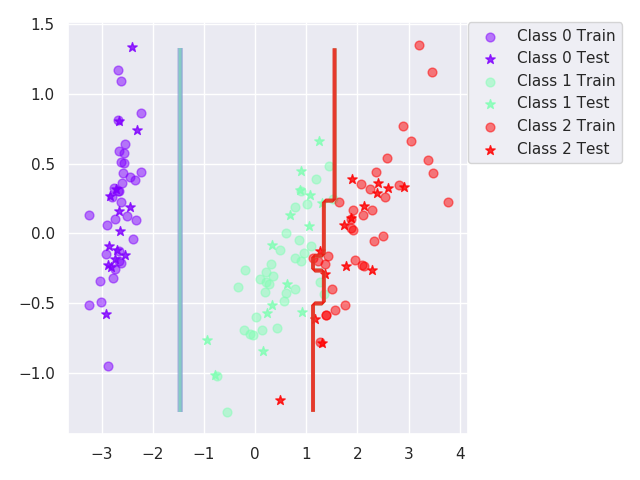 1.5
1.0
0.5
0.0
−0.5
−1.0
−3 −2 −1 0 1 2 3 4
Class 0 Train
Class 0 Test
Class 1 Train
Class 1 Test
Class 2 Train
Class 2 Test